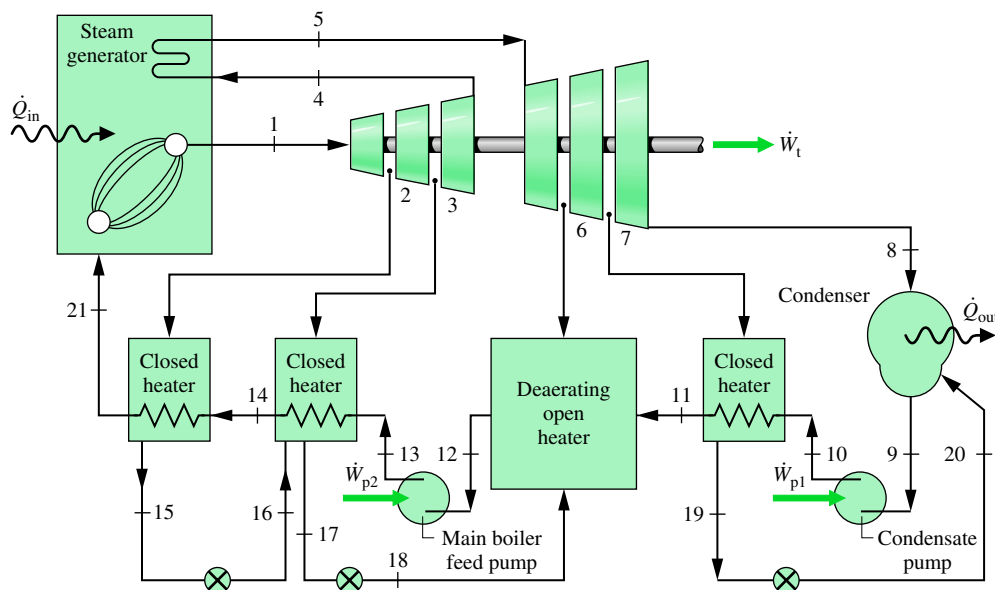 5
Steam
generator
4
Q̇in
1
Ẇt
2
3
6
7
8
Condenser
Q̇out
21
Closed
heater
14
Closed
heater
13
12
Deaerating
open
heater
11
Closed
heater
10
9
20
Ẇp2
Ẇp1
15
16
17
19
Main boiler
feed pump
Condensate
pump
18